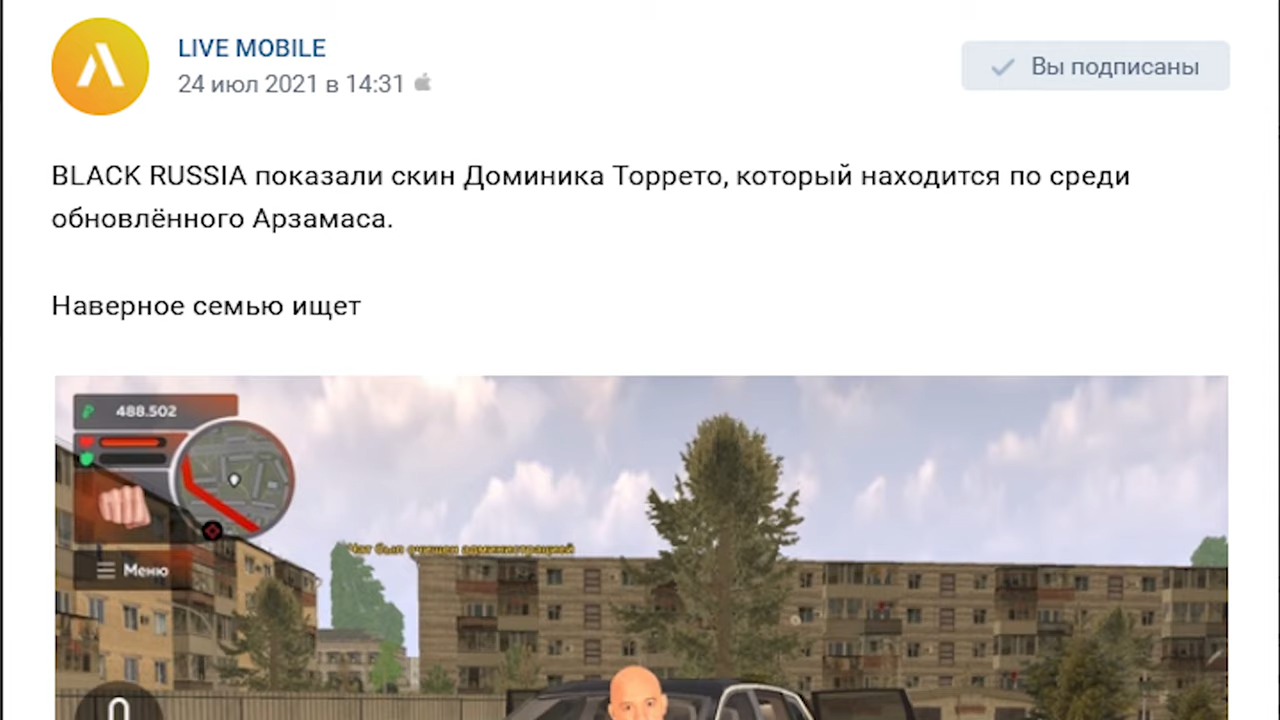 LIVE MOBILE
24 июл 2021 в 14:31
Вы подписаны
BLACK RUSSIA показали скин Доминика Торрето, который находится по среди
обновлённого Арзамаса.
Наверное семью ищет
488.502
Чат был очищен администрацией
Меню
0